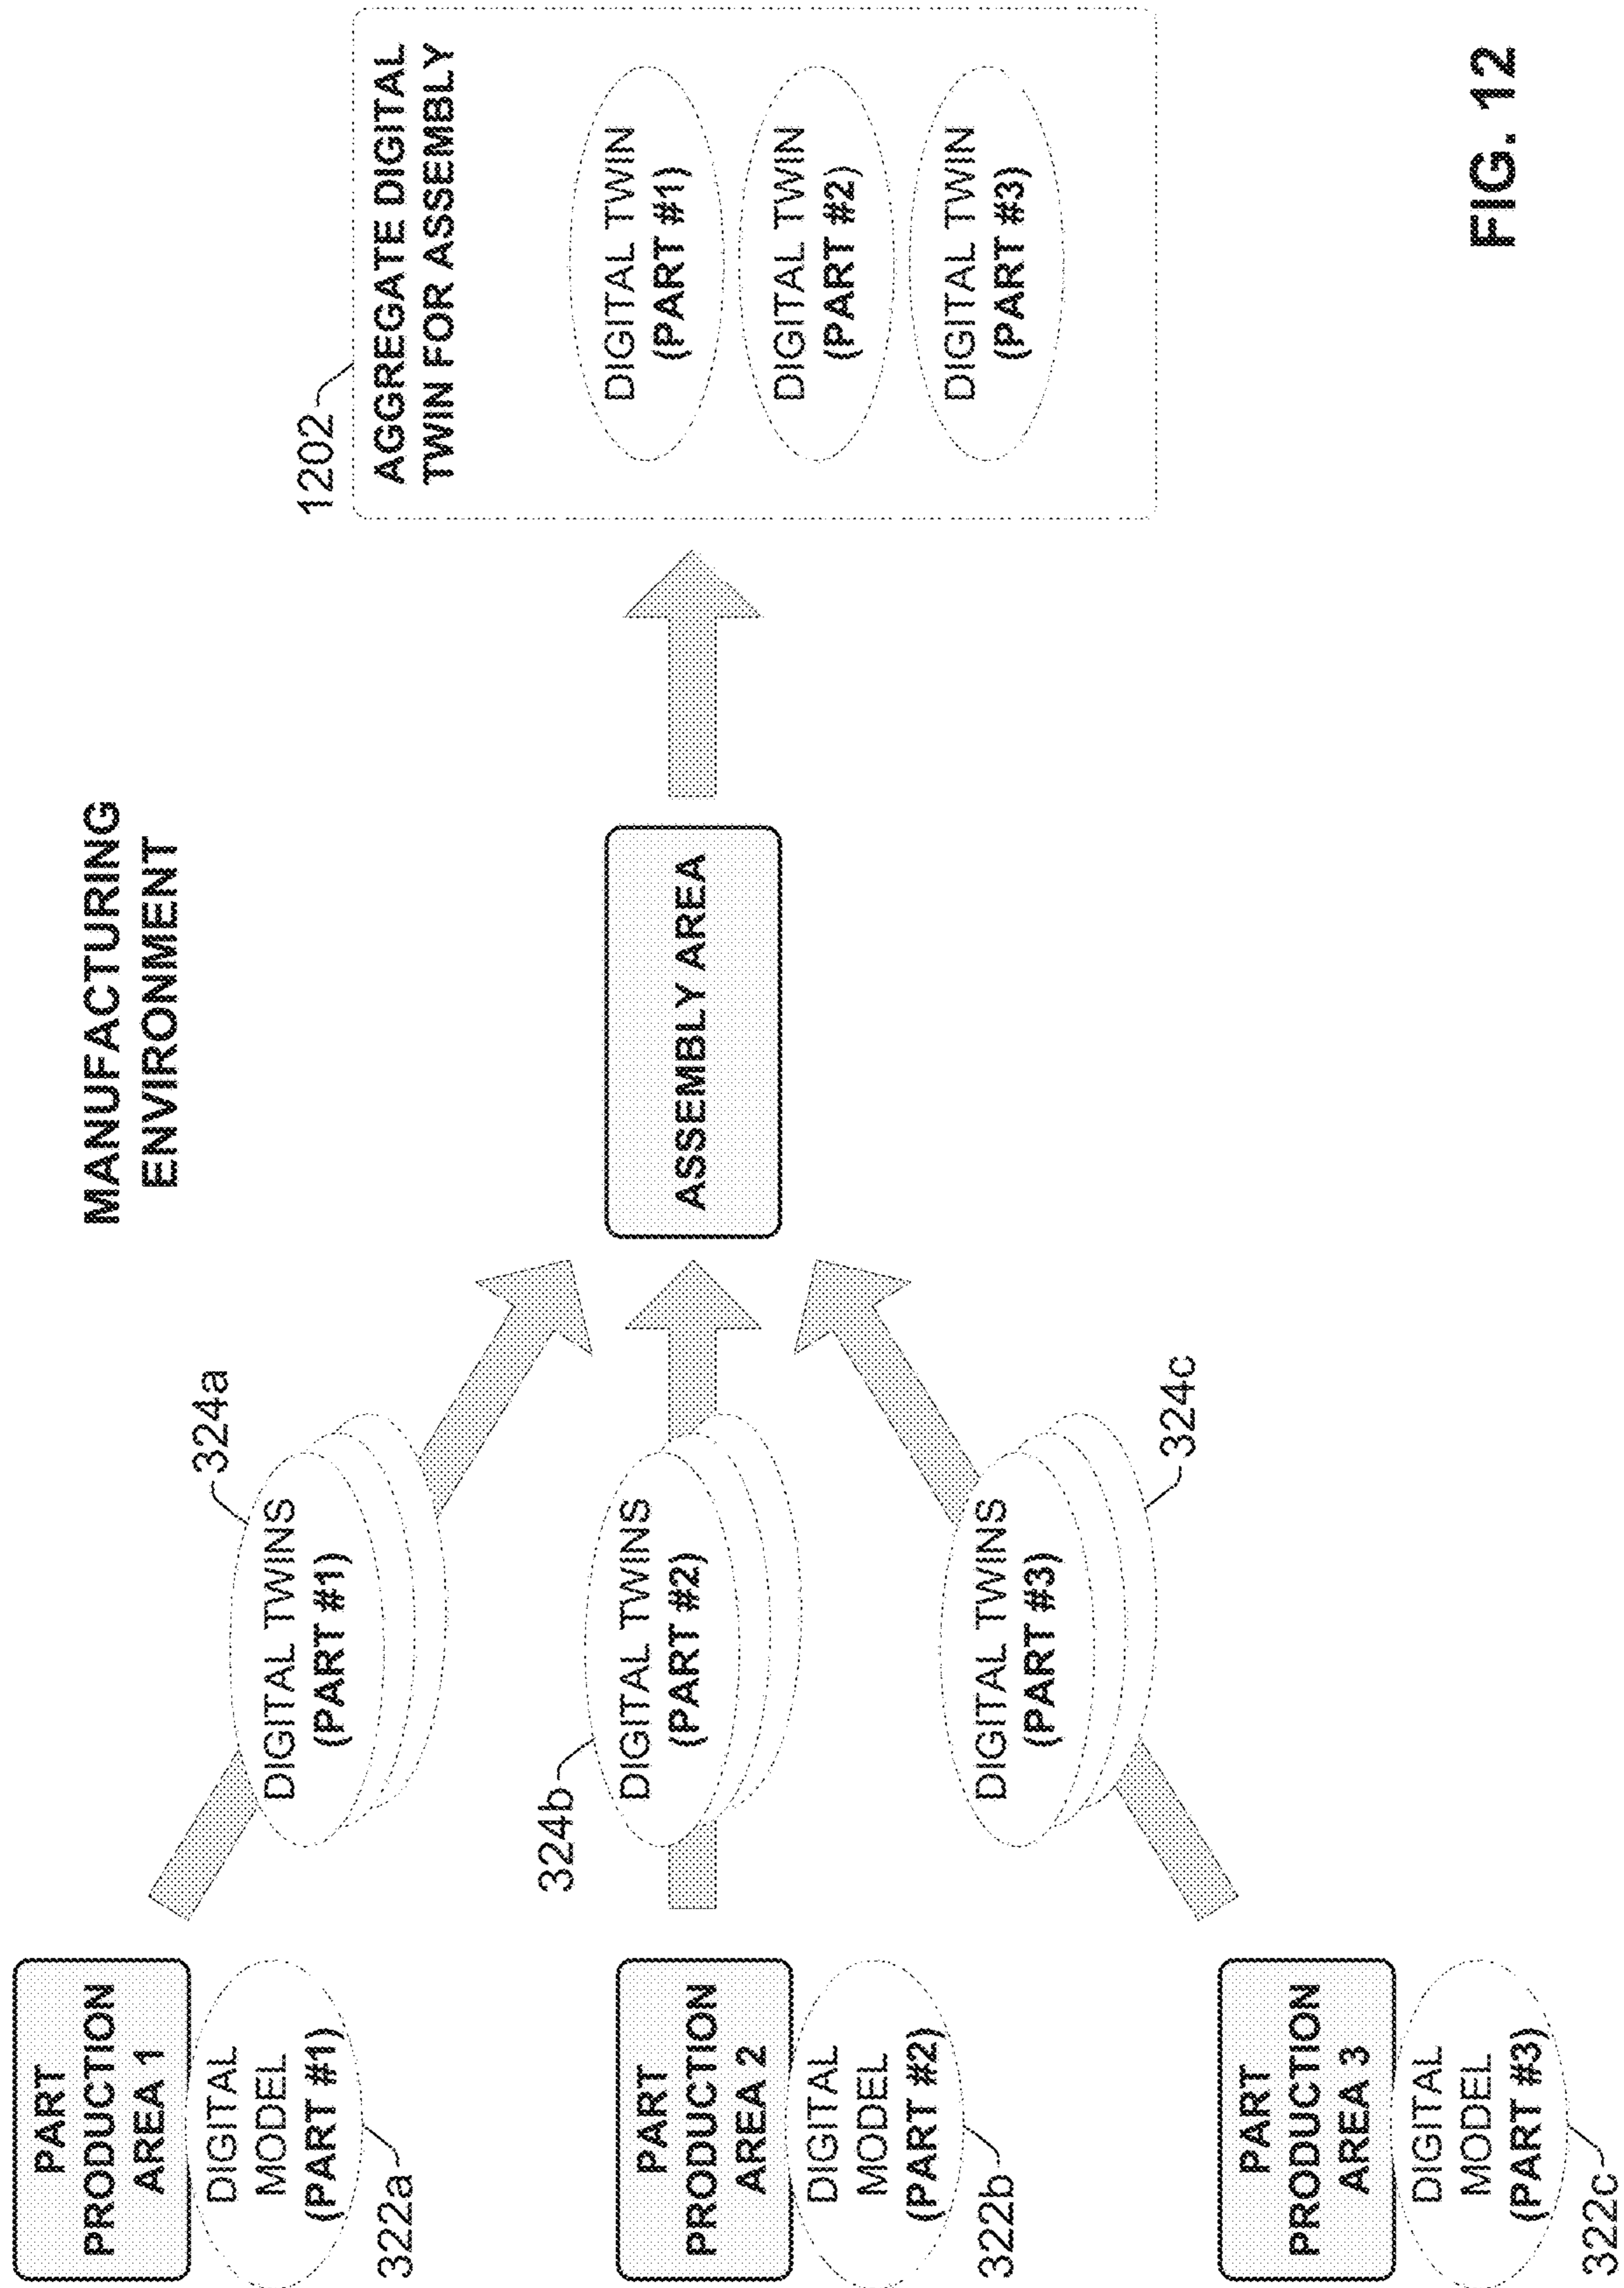 MANUFACTURING
ENVIRONMENT
PART
PRODUCTION
AREA 1
DIGITAL
MODEL
(PART #1)
322a
324a
DIGITAL TWINS
(PART #1)
PART
PRODUCTION
AREA 2
DIGITAL
MODEL
(PART #2)
322b
324b
DIGITAL TWINS
(PART #2)
PART
PRODUCTION
AREA 3
DIGITAL
MODEL
(PART #3)
322c
DIGITAL TWINS
(PART #3)
324c
ASSEMBLY AREA
1202
AGGREGATE DIGITAL
TWIN FOR ASSEMBLY
DIGITAL TWIN
(PART #1)
DIGITAL TWIN
(PART #2)
DIGITAL TWIN
(PART #3)
FIG. 12